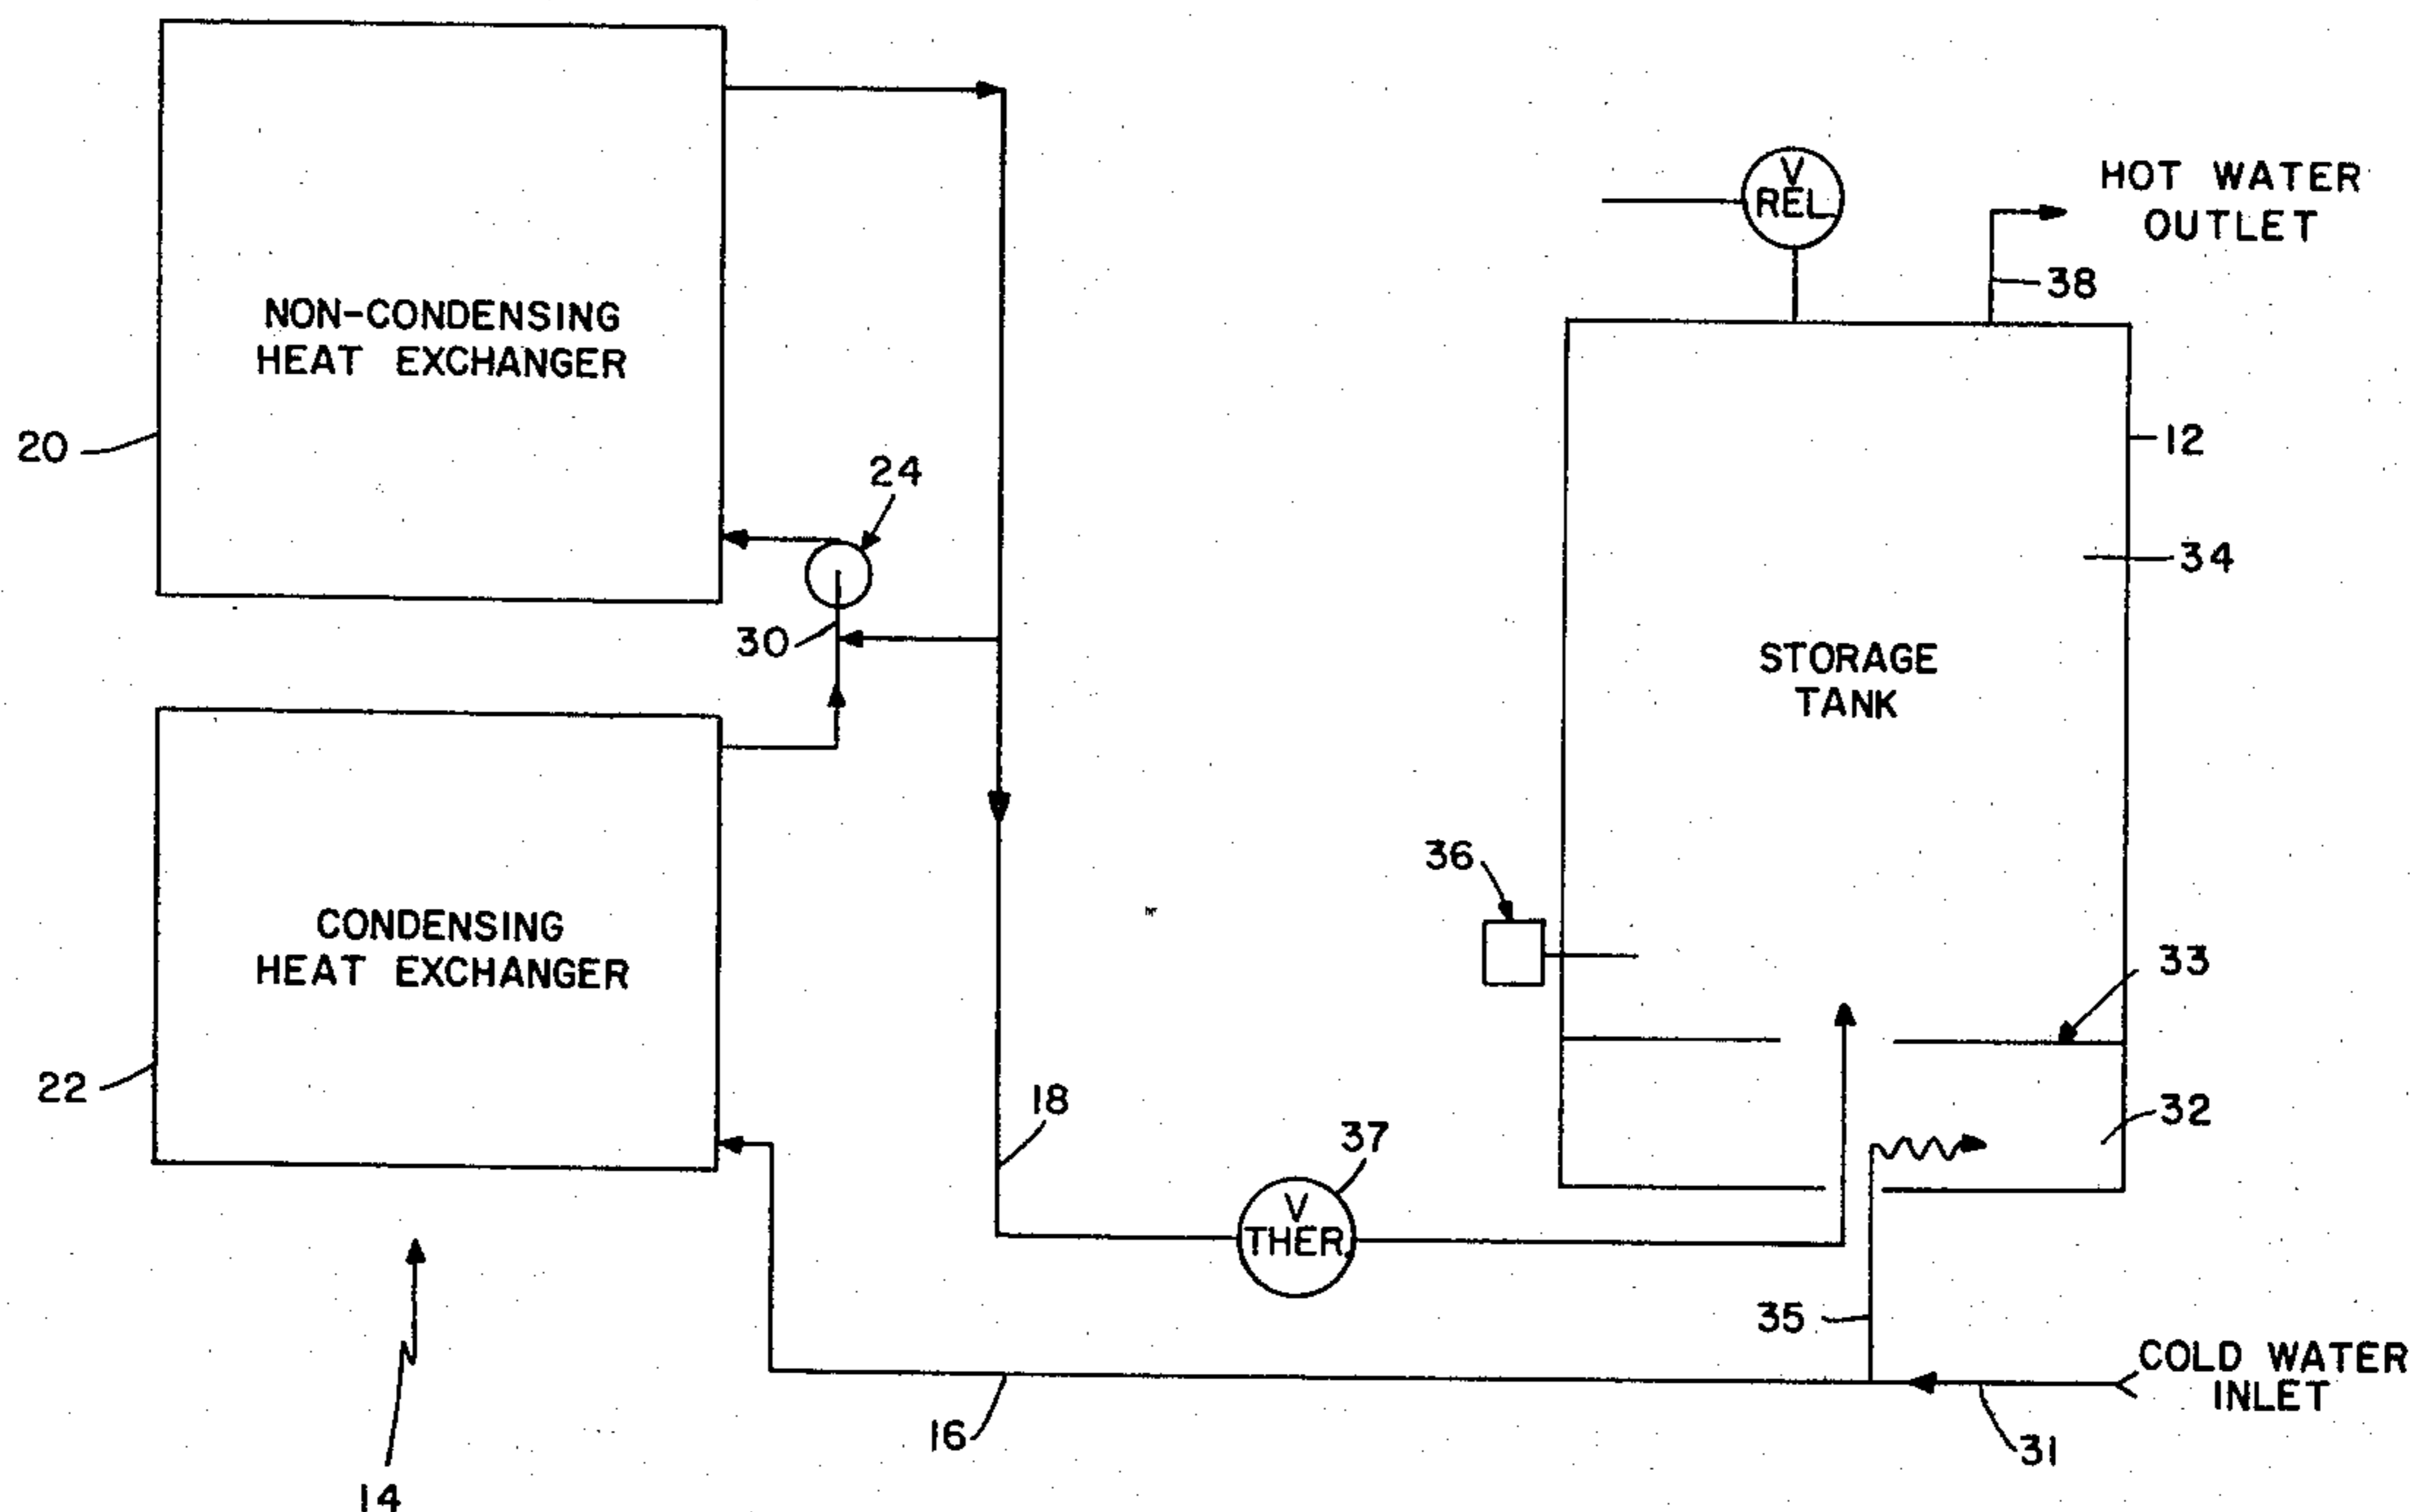 NON-CONDENSING
HEAT EXCHANGER
20
24
30
CONDENSING
HEAT EXCHANGER
22
14
18
16
V
THER.
37
V
REL
HOT WATER
OUTLET
38
12
34
STORAGE
TANK
36
33
32
35
COLD WATER
INLET
31